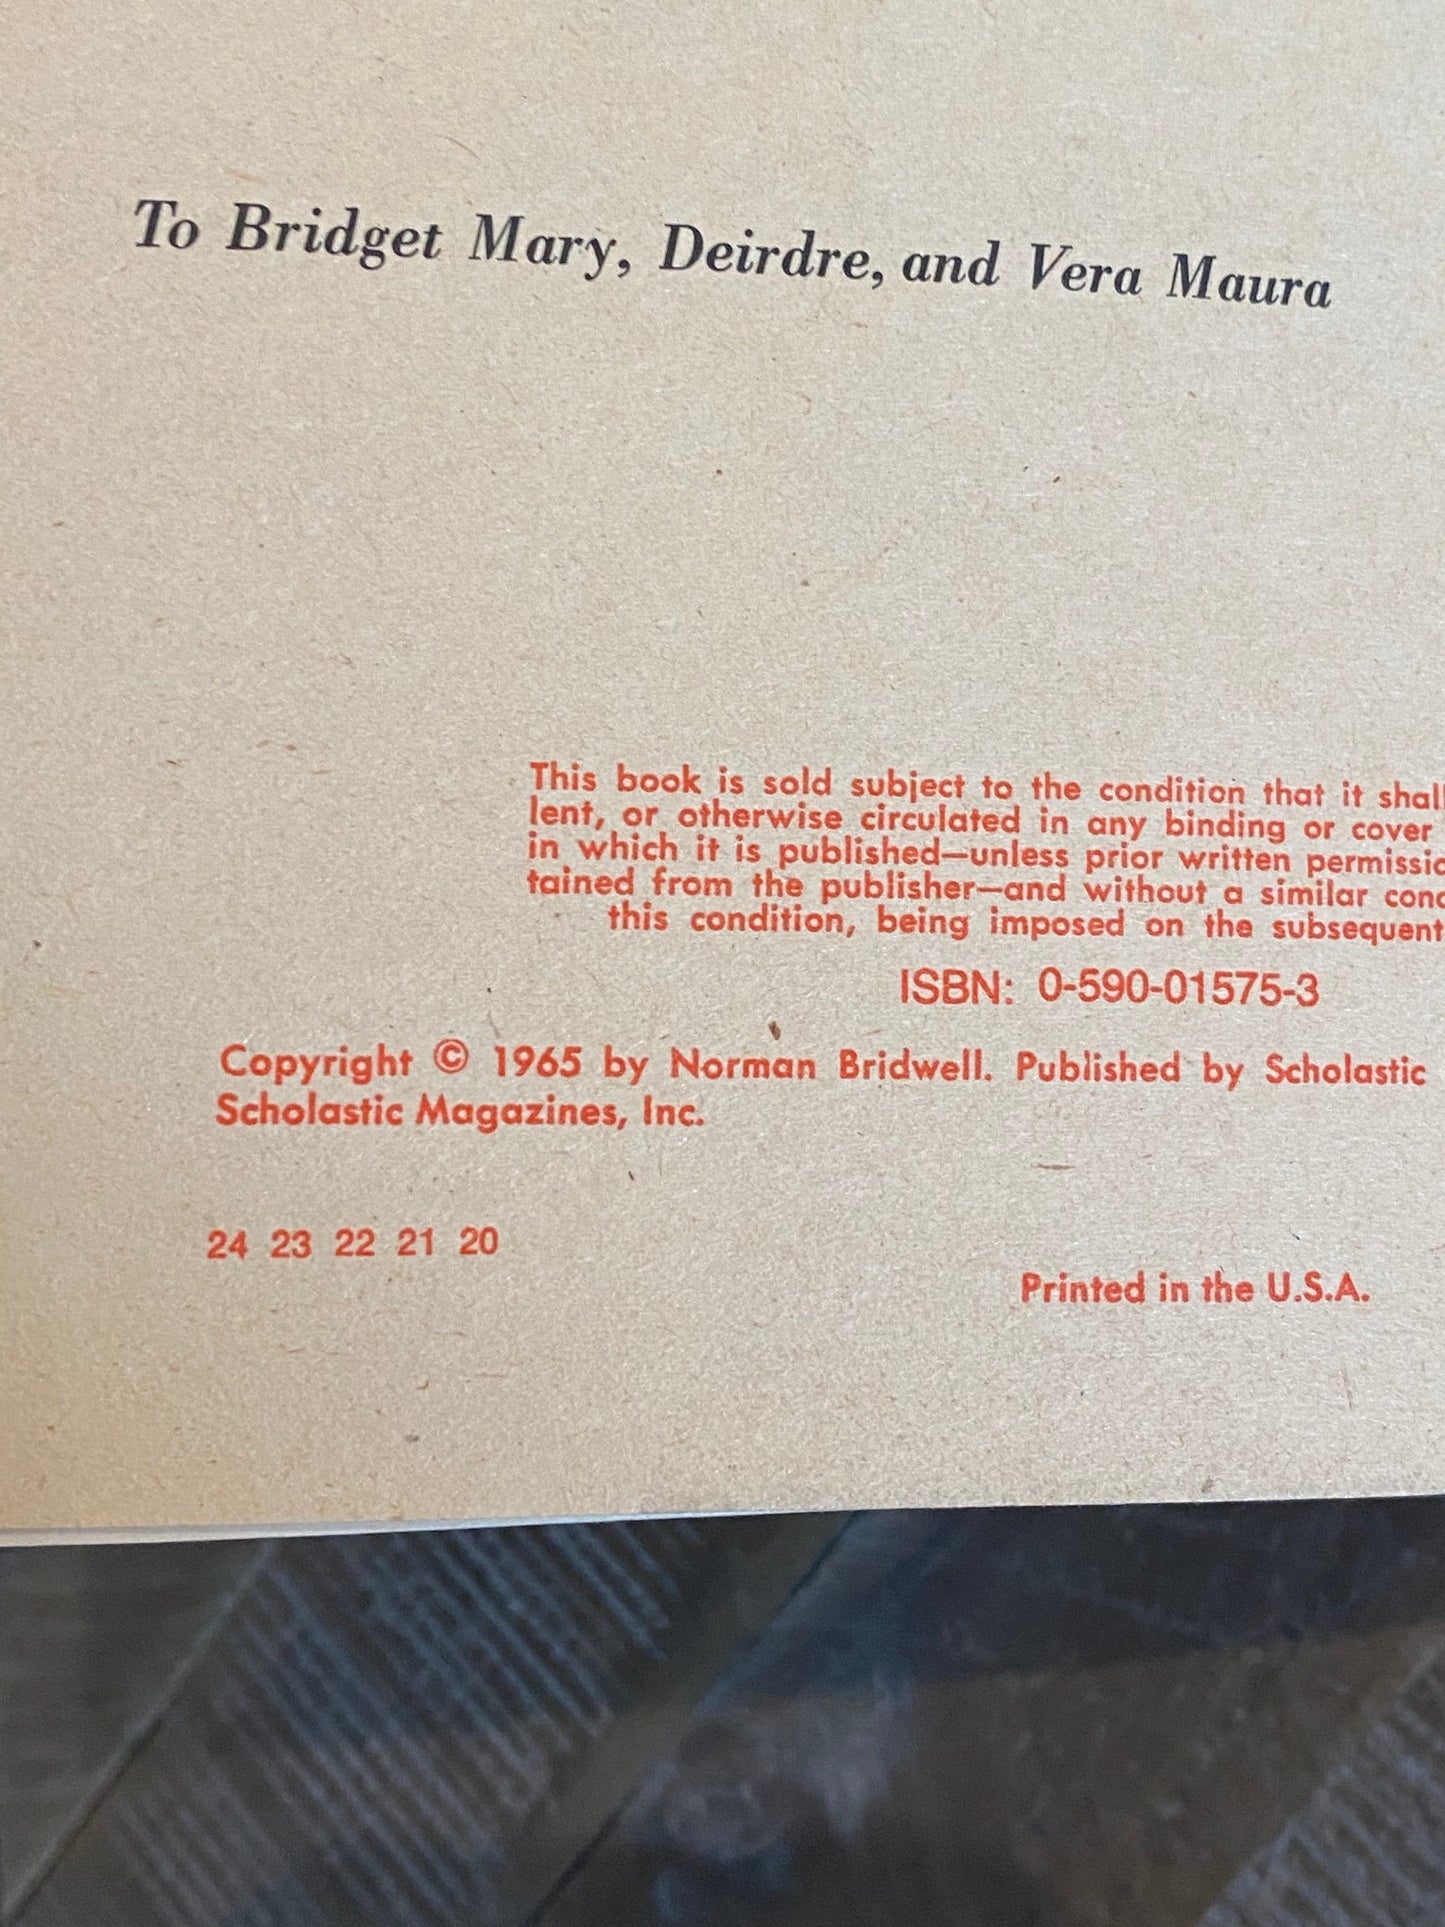 To Bridget Mary, Deirdre, and Vera Maura
This book is sold subject to the condition that it shall
lent, or otherwise circulated in any binding or cover
in which it is published—unless prior written permissio
tained from the publisher—and without a similar cond
this condition, being imposed on the subsequent
ISBN: 0-590-01575-3
Copyright © 1965 by Norman Bridwell. Published by Scholastic
Scholastic Magazines, Inc.
24 23 22 21 20
Printed in the U.S.A.